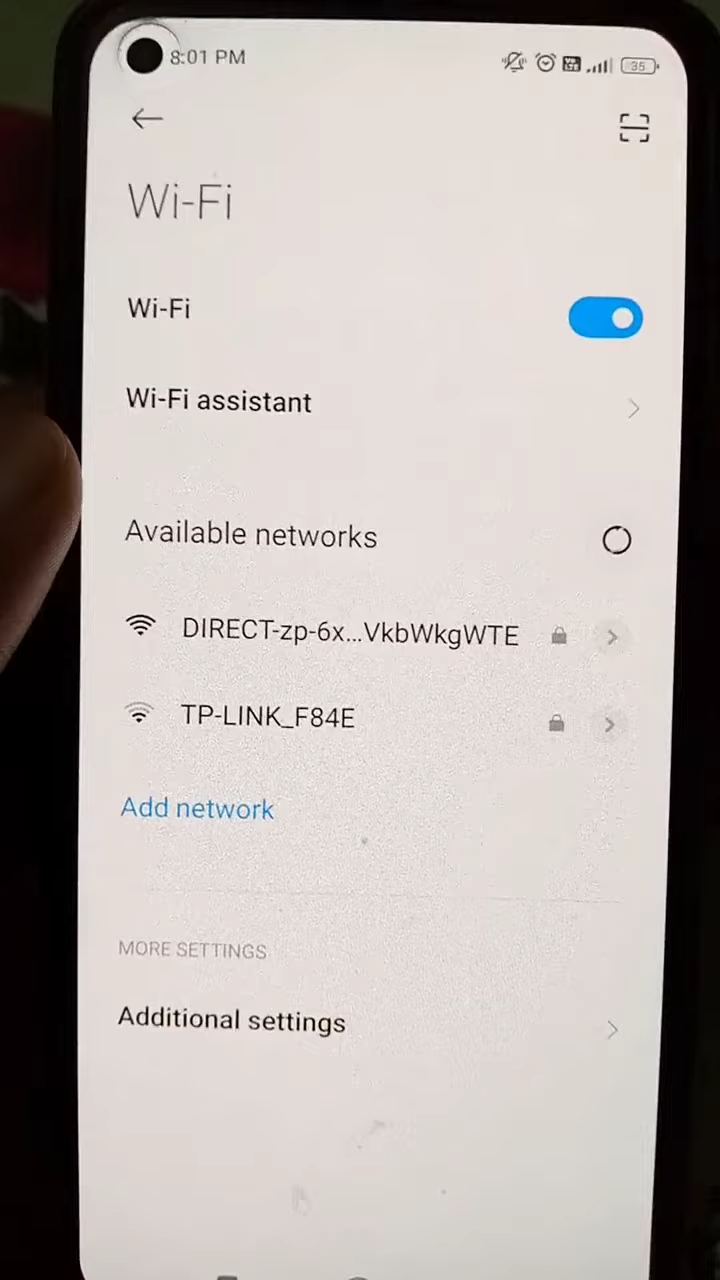 8:01 PM
35
Wi-Fi
Wi-Fi
Wi-Fi assistant
Available networks
DIRECT-zp-6x...VkbWkgWTE
TP-LINK_F84E
Add network
MORE SETTINGS
Additional settings